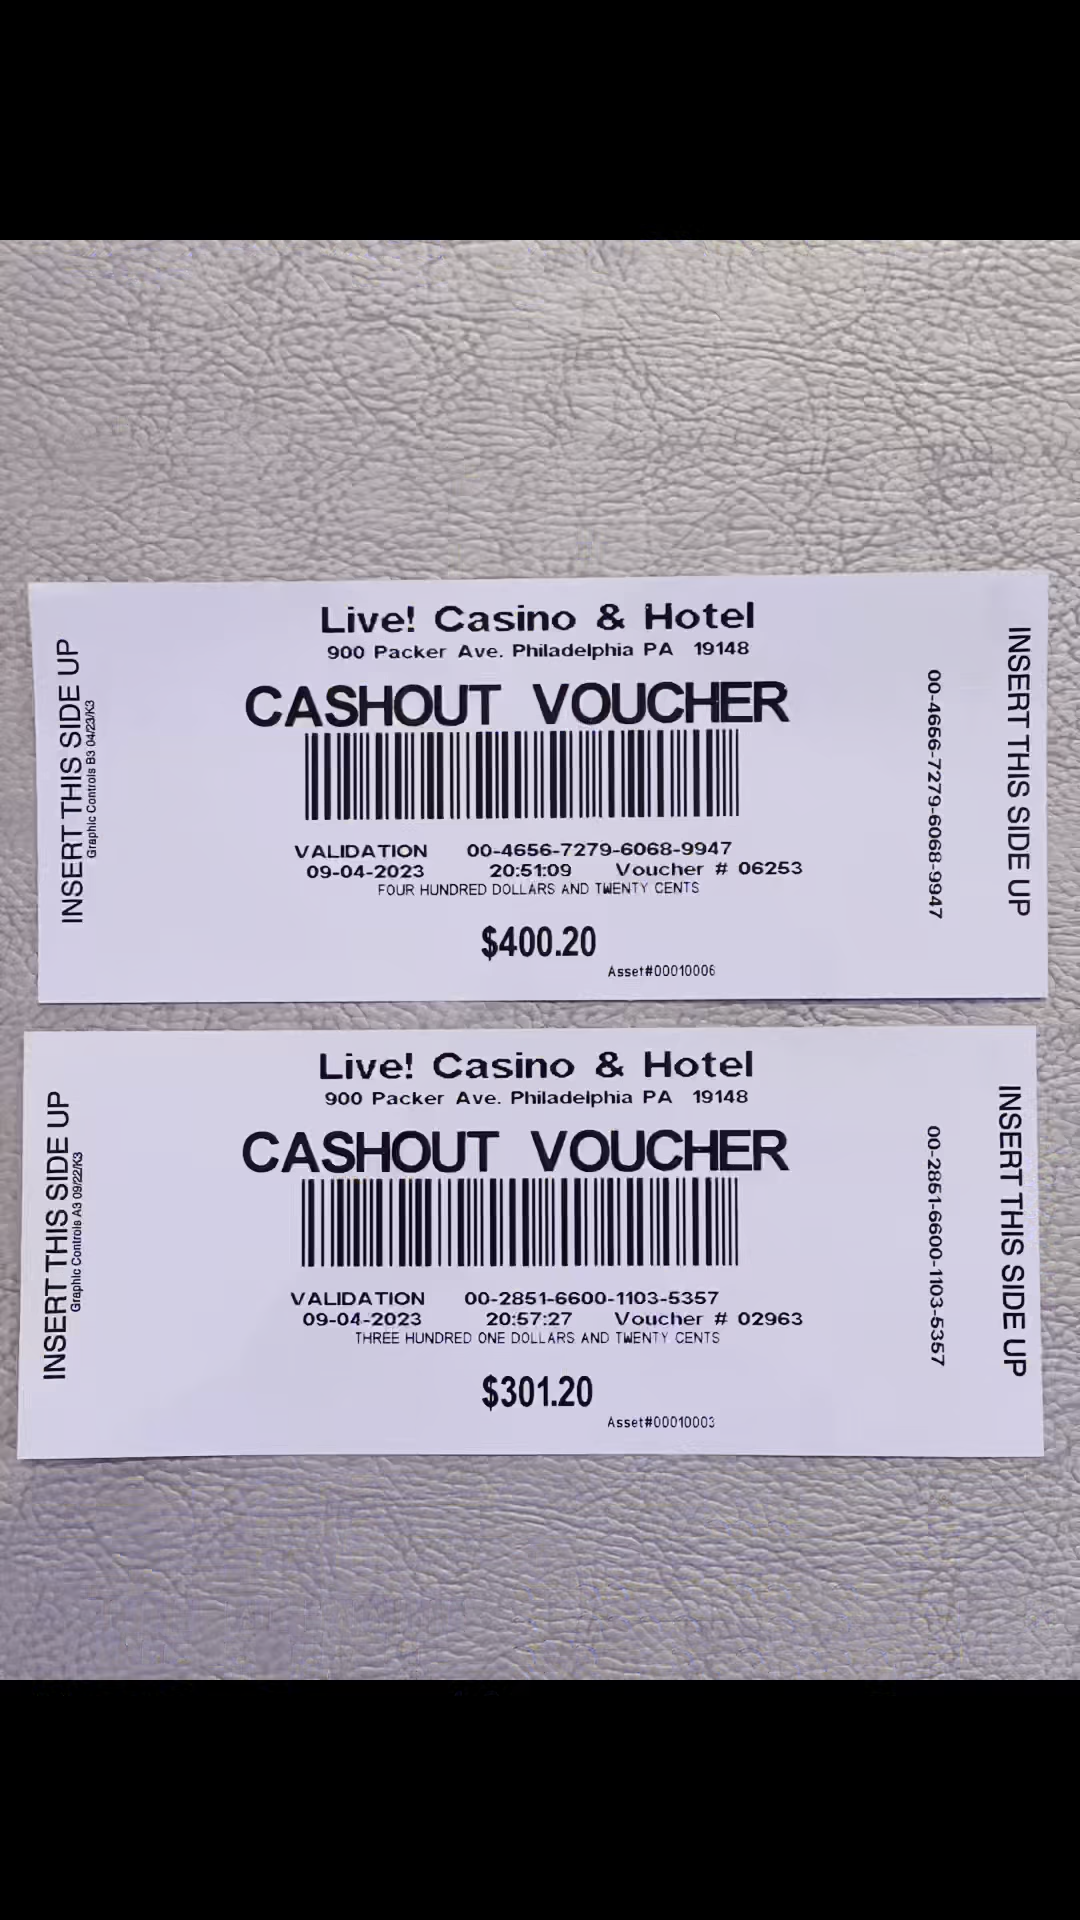 Live! Casino & Hotel
900 Packer Ave. Philadelphia PA 19148
CASHOUT VOUCHER
VALIDATION 00-4656-7279-6068-9947
09-04-2023 20:51:09 Voucher # 06253
FOUR HUNDRED DOLLARS AND TWENTY CENTS
$400.20
Asset#00010006
INSERT THIS SIDE UP
Graphic Controls B3 04/23/K3
00-4656-7279-6068-9947
INSERT THIS SIDE UP
Live! Casino & Hotel
900 Packer Ave. Philadelphia PA 19148
CASHOUT VOUCHER
VALIDATION 00-2851-6600-1103-5357
09-04-2023 20:57:27 Voucher # 02963
THREE HUNDRED ONE DOLLARS AND TWENTY CENTS
$301.20
Asset#00010003
INSERT THIS SIDE UP
Graphic Controls A3 09/22/K3
00-2851-6600-1103-5357
INSERT THIS SIDE UP